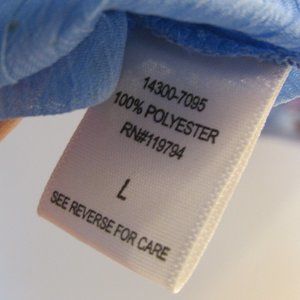 14300-7095
100% POLYESTER
RN#119794
L
SEE REVERSE FOR CARE